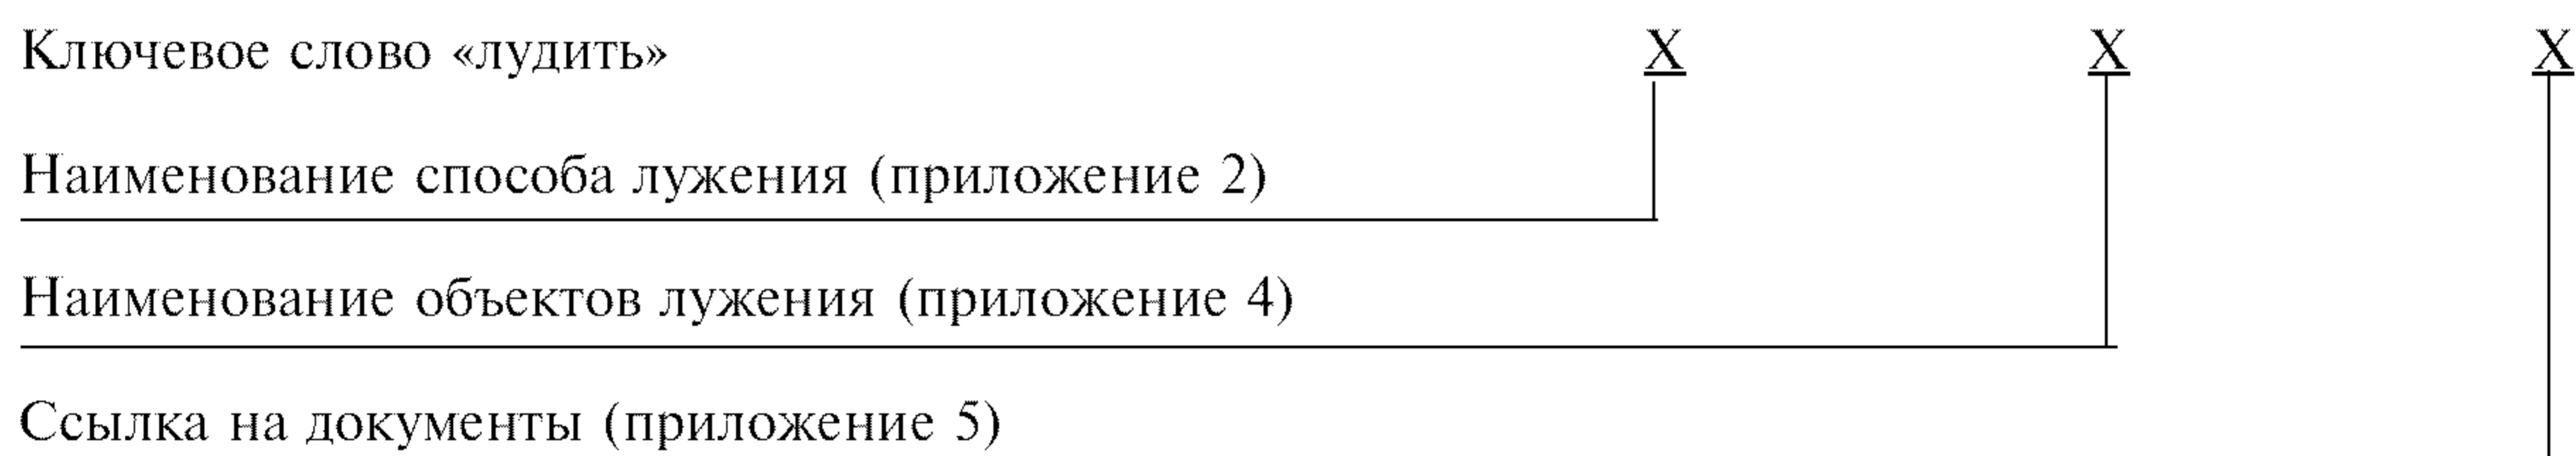 Ключевое слово «лудить» X X X
Наименование способа лужения (приложение 2)
Наименование объектов лужения (приложение 4)
Ссылка на документы (приложение 5)